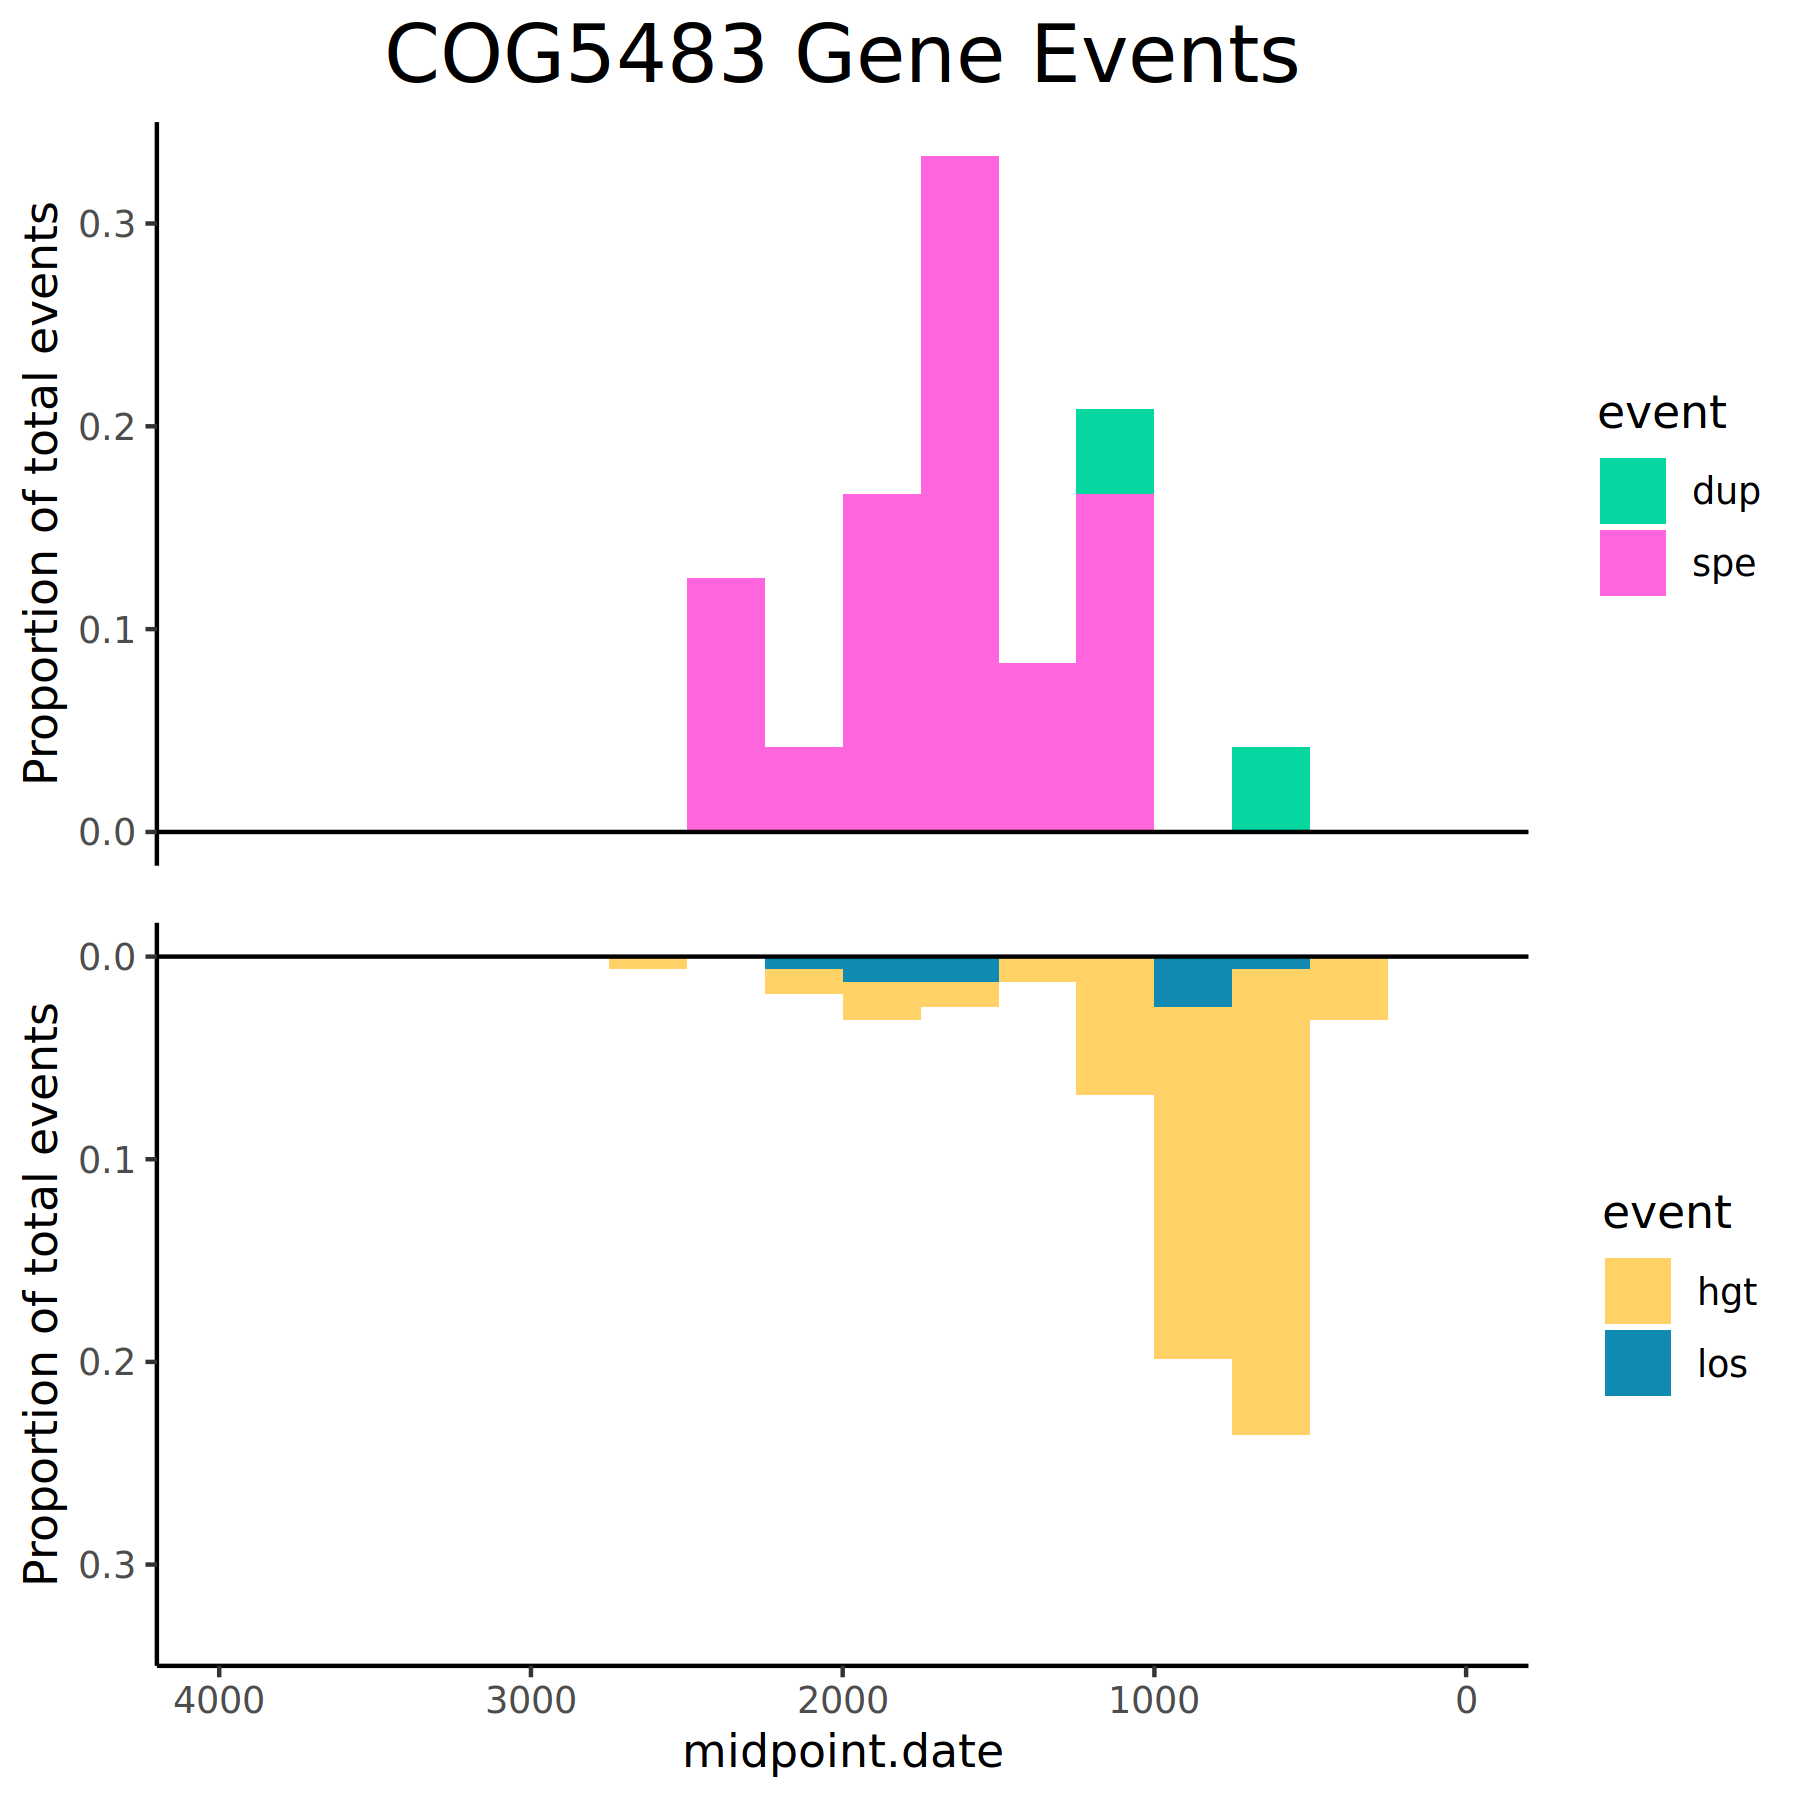 COG5483 Gene Events
Proportion of total events
0.3
0.2
0.1
0.0
event
dup
spe
Proportion of total events
0.0
0.1
0.2
0.3
event
hgt
los
4000 3000 2000 1000 0
midpoint.date